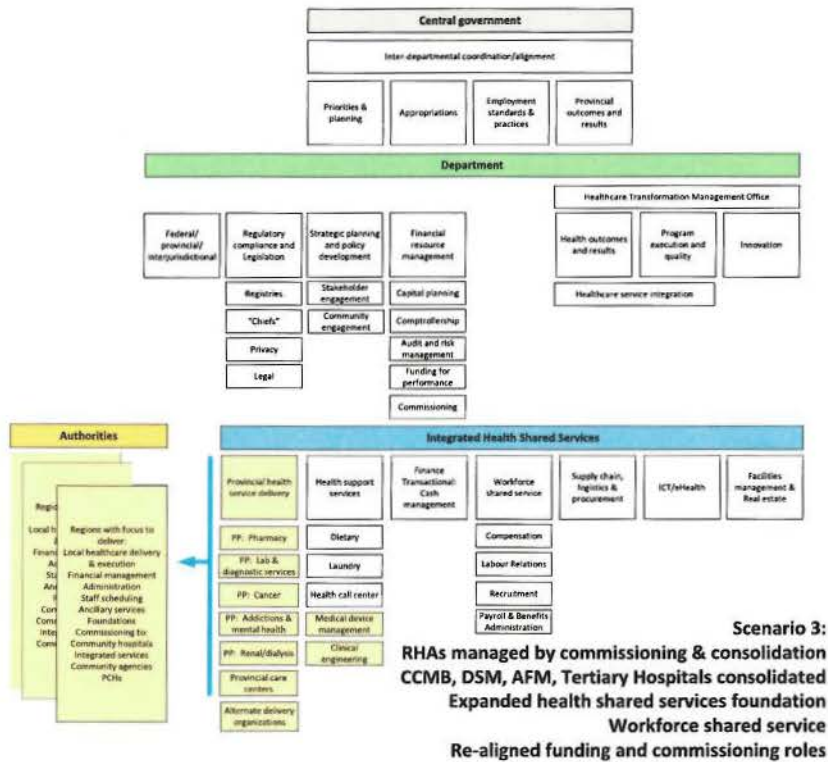 Central government
Inter-departmental coordination/alignment
Priorities &
planning
Appropriations
Employment
standards &
practices
Provincial
outcomes and
results
Department
Healthcare Transformation Management Office
Federal/
provincial/
interjurisdictional
Regulatory
compliance and
Legislation
Strategic planning
and policy
development
Financial
resource
management
Health outcomes
and results
Program
execution and
quality
Innovation
Registries
"Chiefs"
Privacy
Legal
Stakeholder
engagement
Community
engagement
Capital planning
Comptrollership
Audit and risk
management
Funding for
performance
Commissioning
Healthcare service integration
Authorities
Regions with focus to
deliver:
Local healthcare delivery
& execution
Financial management
Administration
Staff scheduling
Ancillary services
Foundations
Commissioning to:
Community hospitals
Integrated services
Community agencies
PCHs
Integrated Health Shared Services
Provincial health
service delivery
Health support
services
Finance
Transactional:
Cash
management
Workforce
shared service
Supply chain,
logistics &
procurement
ICT/eHealth
Facilities
management &
Real estate
PP: Pharmacy
PP: Lab &
diagnostic services
PP: Cancer
PP: Addictions &
mental health
PP: Renal/dialysis
Provincial care
centers
Alternate delivery
organizations
Dietary
Laundry
Health call center
Medical device
management
Clinical
engineering
Compensation
Labour Relations
Recruitment
Payroll & Benefits
Administration
Scenario 3:
RHAs managed by commissioning & consolidation
CCMB, DSM, AFM, Tertiary Hospitals consolidated
Expanded health shared services foundation
Workforce shared service
Re-aligned funding and commissioning roles